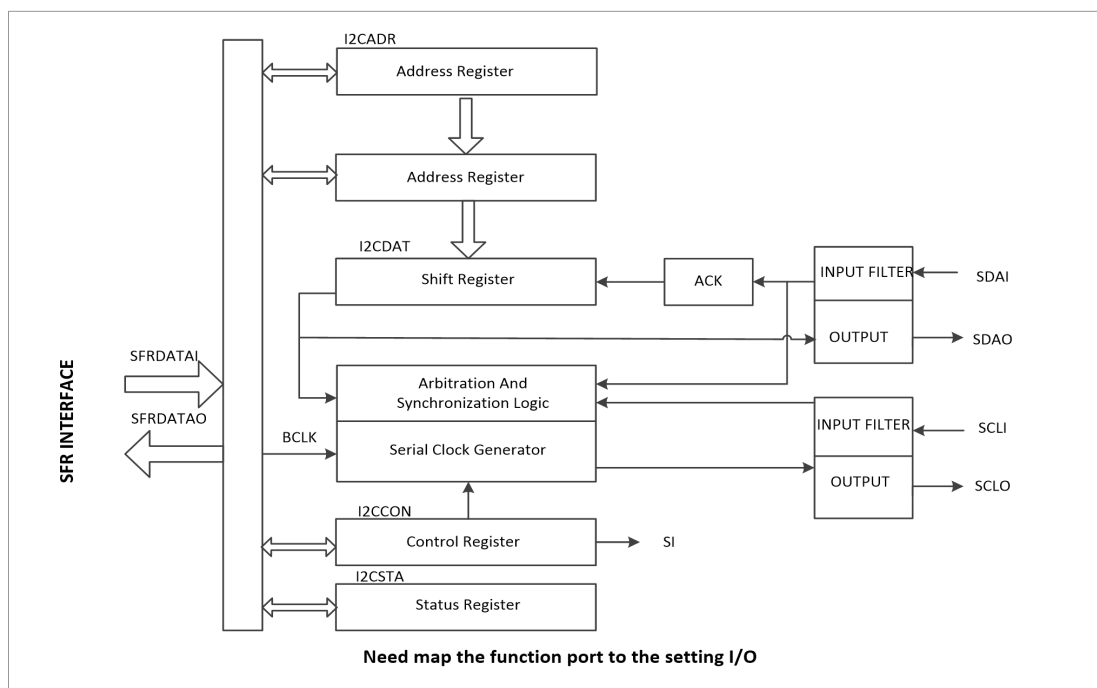 I2CADR
Address Register
Address Register
I2CDAT
Shift Register
ACK
INPUT FILTER
SDAI
OUTPUT
SDAO
SFR INTERFACE
SFRDATAI
SFRDATAO
Arbitration And
Synchronization Logic
BCLK
Serial Clock Generator
INPUT FILTER
SCLI
OUTPUT
SCLO
I2CCON
Control Register
SI
I2CSTA
Status Register
Need map the function port to the setting I/O